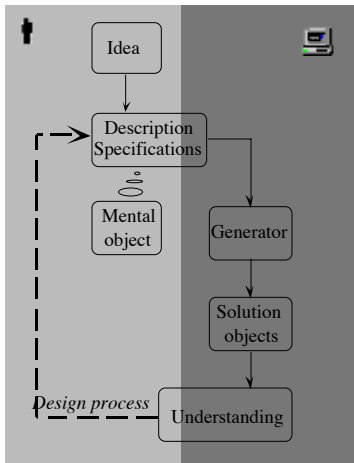 Idea
Description
Specifications
Mental
object
Generator
Solution
objects
Design process
Understanding